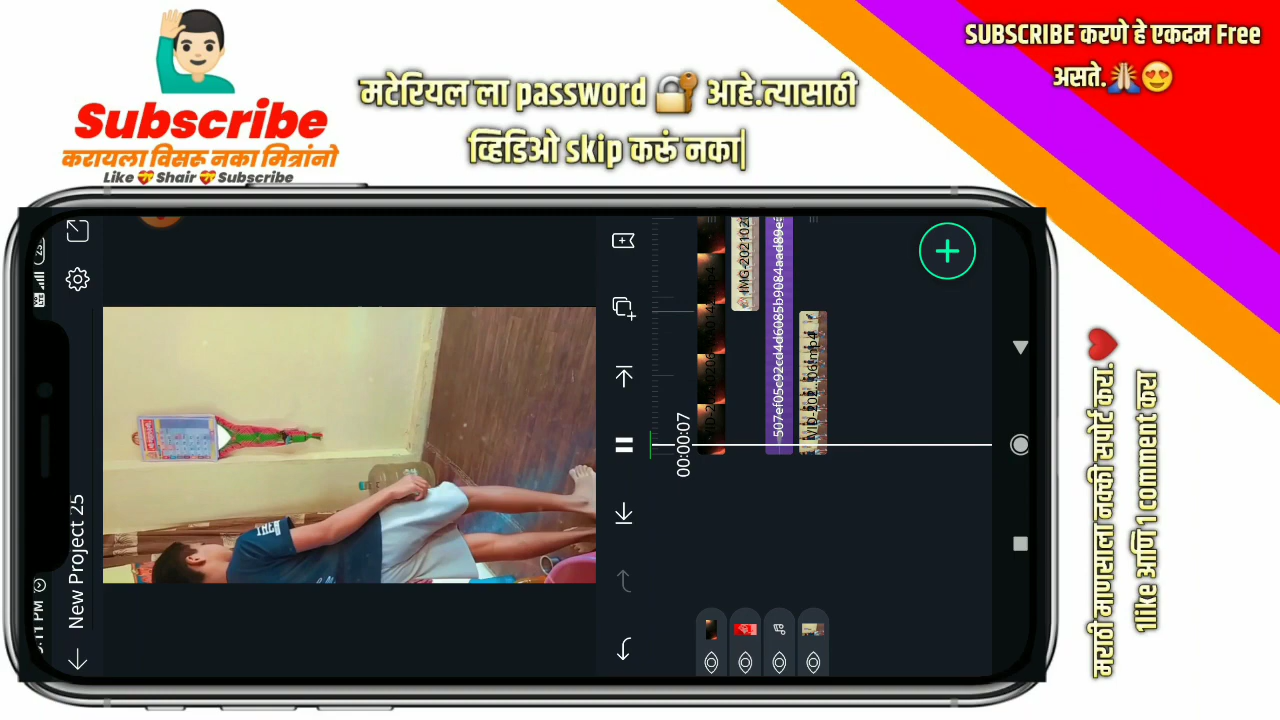 Subscribe
करायला विसरू नका मित्रांनो
Like Shair Subscribe
मटेरियल ला password आहे.त्यासाठी
व्हिडिओ skip करूं नका
SUBSCRIBE करणे हे एकदम Free
असते.
New Project 25
00:00:07
507ef05c92cd4d6085b9084aad89e
मराठी माणसाला नक्की सपोर्ट करा.
1like आणि 1 comment करा